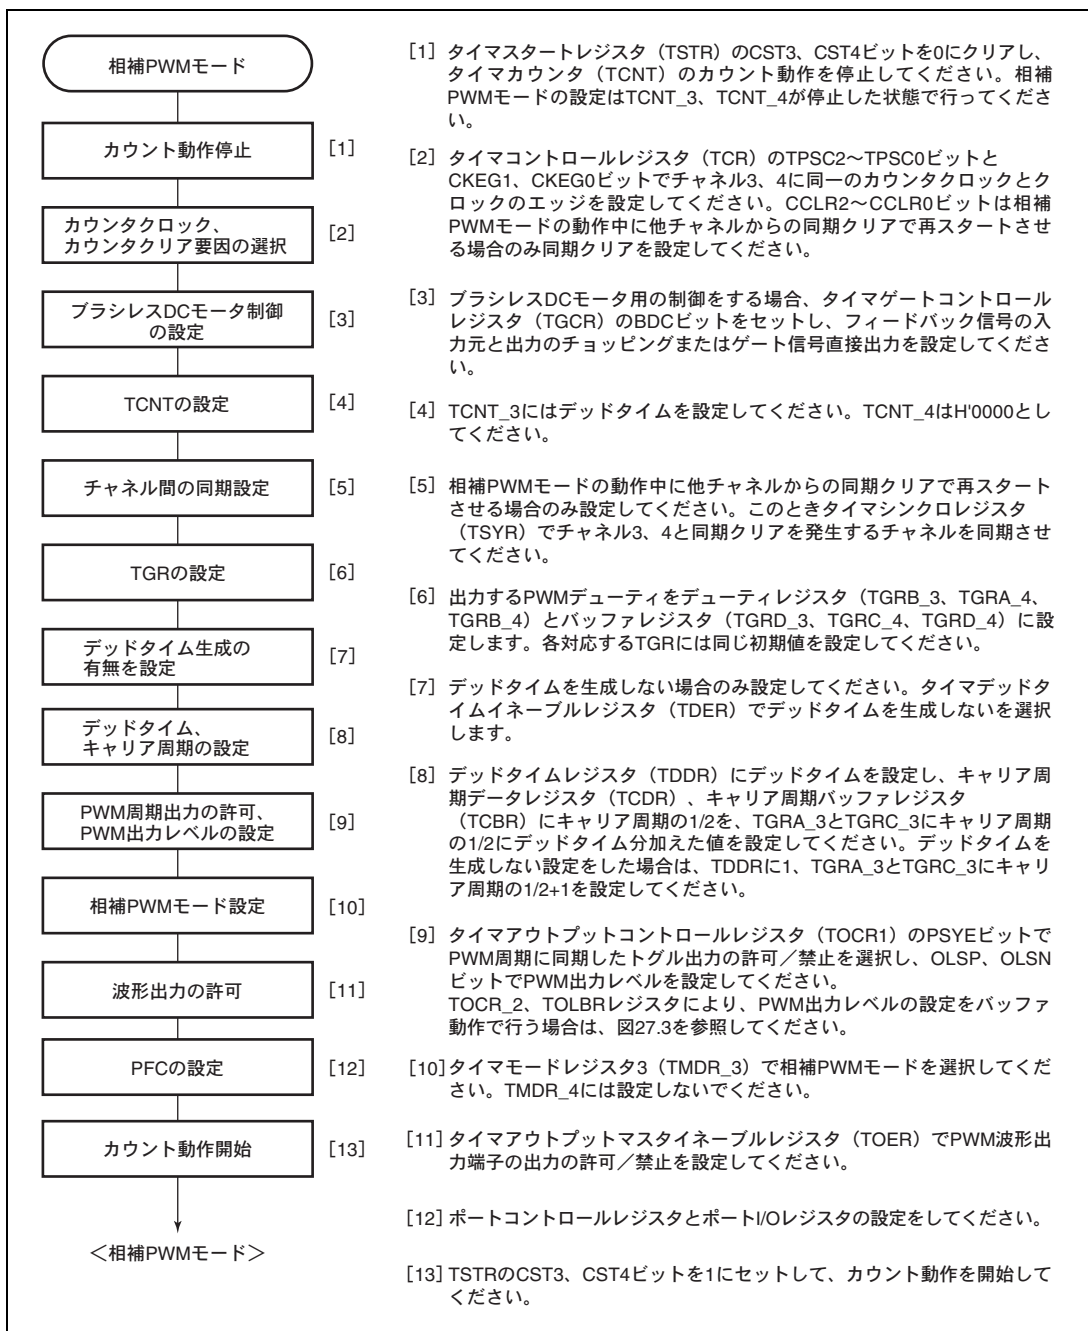 相補PWMモード
カウント動作停止
[1]
カウンタクロック、
カウンタクリア要因の選択
[2]
ブラシレスDCモータ制御
の設定
[3]
TCNTの設定
[4]
チャネル間の同期設定
[5]
TGRの設定
[6]
デッドタイム生成の
有無を設定
[7]
デッドタイム、
キャリア周期の設定
[8]
PWM周期出力の許可、
PWM出力レベルの設定
[9]
相補PWMモード設定
[10]
波形出力の許可
[11]
PFCの設定
[12]
カウント動作開始
[13]
＜相補PWMモード＞
[1] タイマスタートレジスタ（TSTR）のCST3、CST4ビットを0にクリアし、
タイマカウンタ（TCNT）のカウント動作を停止してください。相補
PWMモードの設定はTCNT_3、TCNT_4が停止した状態で行ってくださ
い。
[2] タイマコントロールレジスタ（TCR）のTPSC2～TPSC0ビットと
CKEG1、CKEG0ビットでチャネル3、4に同一のカウンタクロックとク
ロックのエッジを設定してください。CCLR2～CCLR0ビットは相補
PWMモードの動作中に他チャネルからの同期クリアで再スタートさせ
る場合のみ同期クリアを設定してください。
[3] ブラシレスDCモータ用の制御をする場合、タイマゲートコントロール
レジスタ（TGCR）のBDCビットをセットし、フィードバック信号の入
力元と出力のチョッピングまたはゲート信号直接出力を設定してくださ
い。
[4] TCNT_3にはデッドタイムを設定してください。TCNT_4はH'0000とし
てください。
[5] 相補PWMモードの動作中に他チャネルからの同期クリアで再スタート
させる場合のみ設定してください。このときタイマシンクロレジスタ
（TSYR）でチャネル3、4と同期クリアを発生するチャネルを同期させ
てください。
[6] 出力するPWMデューティをデューティレジスタ（TGRB_3、TGRA_4、
TGRB_4）とバッファレジスタ（TGRD_3、TGRC_4、TGRD_4）に設
定します。各対応するTGRには同じ初期値を設定してください。
[7] デッドタイムを生成しない場合のみ設定してください。タイマデッドタ
イムイネーブルレジスタ（TDER）でデッドタイムを生成しないを選択
します。
[8] デッドタイムレジスタ（TDDR）にデッドタイムを設定し、キャリア周
期データレジスタ（TCDR）、キャリア周期バッファレジスタ
（TCBR）にキャリア周期の1/2を、TGRA_3とTGRC_3にキャリア周期
の1/2にデッドタイム分加えた値を設定してください。デッドタイムを
生成しない設定をした場合は、TDDRに1、TGRA_3とTGRC_3にキャリ
ア周期の1/2+1を設定してください。
[9] タイマアウトプットコントロールレジスタ（TOCR1）のPSYEビットで
PWM周期に同期したトグル出力の許可／禁止を選択し、OLSP、OLSN
ビットでPWM出力レベルを設定してください。
TOCR_2、TOLBRレジスタにより、PWM出力レベルの設定をバッファ
動作で行う場合は、図27.3を参照してください。
[10] タイマモードレジスタ3（TMDR_3）で相補PWMモードを選択してくだ
さい。TMDR_4には設定しないでください。
[11] タイマアウトプットマスタイネーブルレジスタ（TOER）でPWM波形出
力端子の出力の許可／禁止を設定してください。
[12] ポートコントロールレジスタとポートI/Oレジスタの設定をしてください。
[13] TSTRのCST3、CST4ビットを1にセットして、カウント動作を開始して
ください。